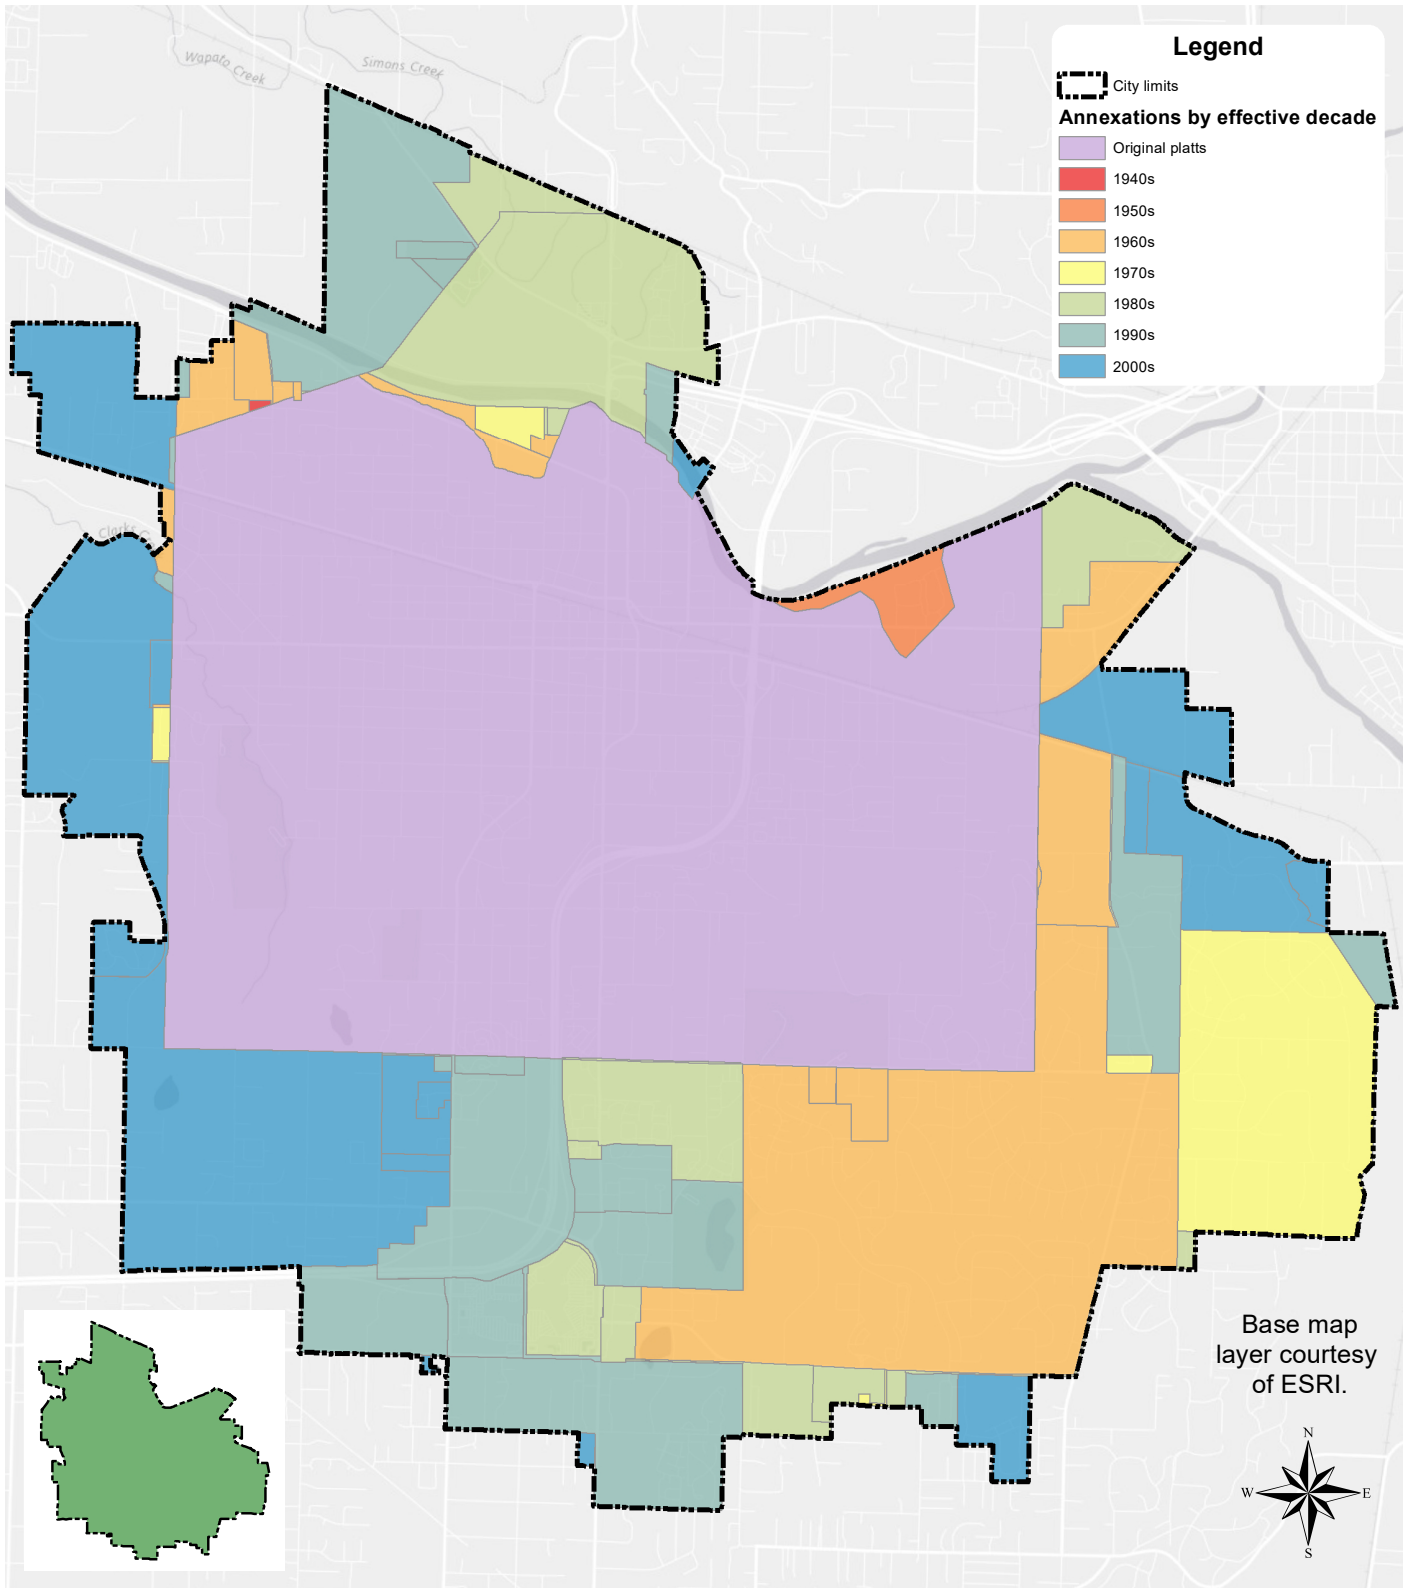 Wapato Creek
Simons Creek
Legend
City limits
Annexations by effective decade
Original platts
1940s
1950s
1960s
1970s
1980s
1990s
2000s
Clarks
Base map
layer courtesy
of ESRI.
N
W
E
S